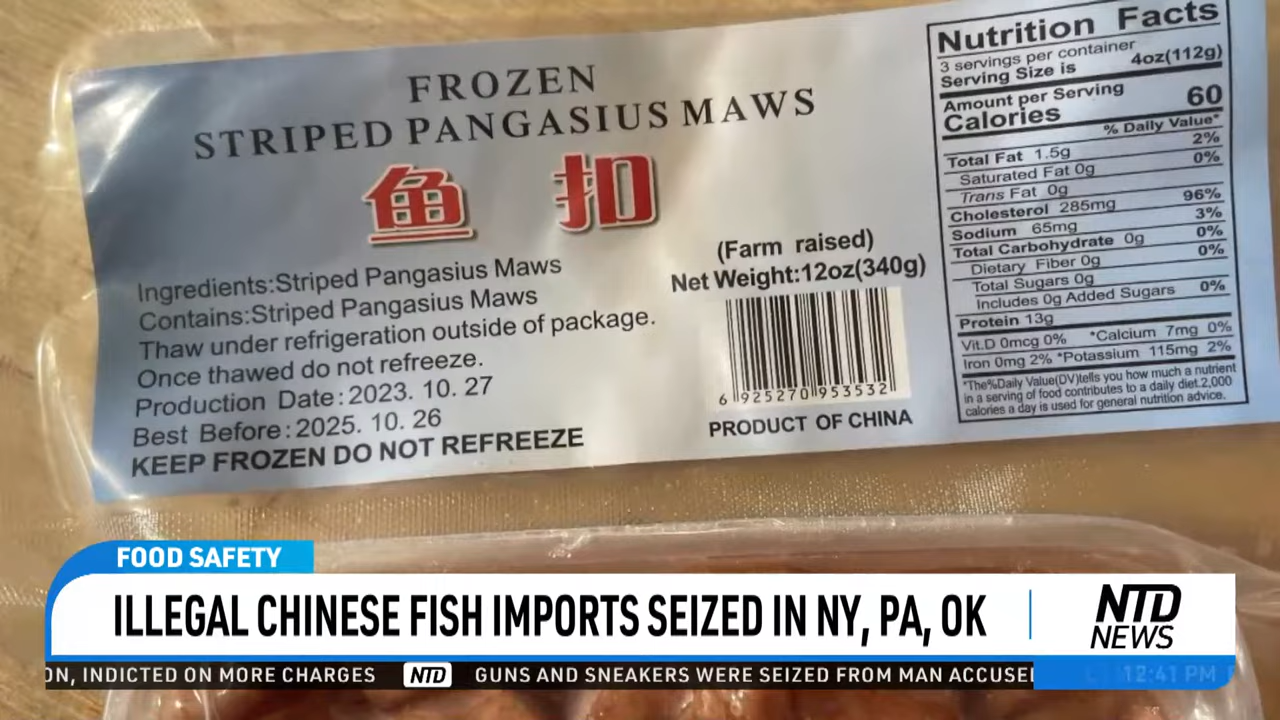 FROZEN
STRIPED PANGASIUS MAWS
鱼 扣
Ingredients:Striped Pangasius Maws
Contains:Striped Pangasius Maws
Thaw under refrigeration outside of package.
Once thawed do not refreeze.
Production Date:2023. 10. 27
Best Before:2025. 10. 26
KEEP FROZEN DO NOT REFREEZE
(Farm raised)
Net Weight:12oz(340g)
6 925270 953532
PRODUCT OF CHINA
Nutrition Facts
3 servings per container
Serving Size is 4oz(112g)
Amount per Serving
Calories 60
% Daily Value*
Total Fat 1.5g 2%
Saturated Fat 0g 0%
Trans Fat 0g
Cholesterol 285mg 96%
Sodium 65mg 3%
Total Carbohydrate 0g 0%
Dietary Fiber 0g 0%
Total Sugars 0g
Includes 0g Added Sugars 0%
Protein 13g
Vit.D 0mcg 0% *Calcium 7mg 0%
Iron 0mg 2% *Potassium 115mg 2%
*The%Daily Value(DV)tells you how much a nutrient
in a serving of food contributes to a daily diet.2,000
calories a day is used for general nutrition advice.
FOOD SAFETY
ILLEGAL CHINESE FISH IMPORTS SEIZED IN NY, PA, OK
NTD
NEWS
ON, INDICTED ON MORE CHARGES NTD GUNS AND SNEAKERS WERE SEIZED FROM MAN ACCUSE 12:41 PM